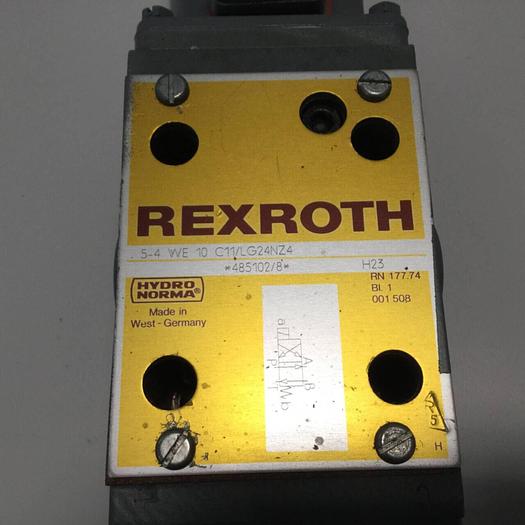 REXROTH
5-4 WE 10 C11/LG24NZ4
*485102/8* H23
HYDRO NORMA®
RN 177.74
Bl. 1
001 508
Made in
West-Germany
a
P
B
b
H